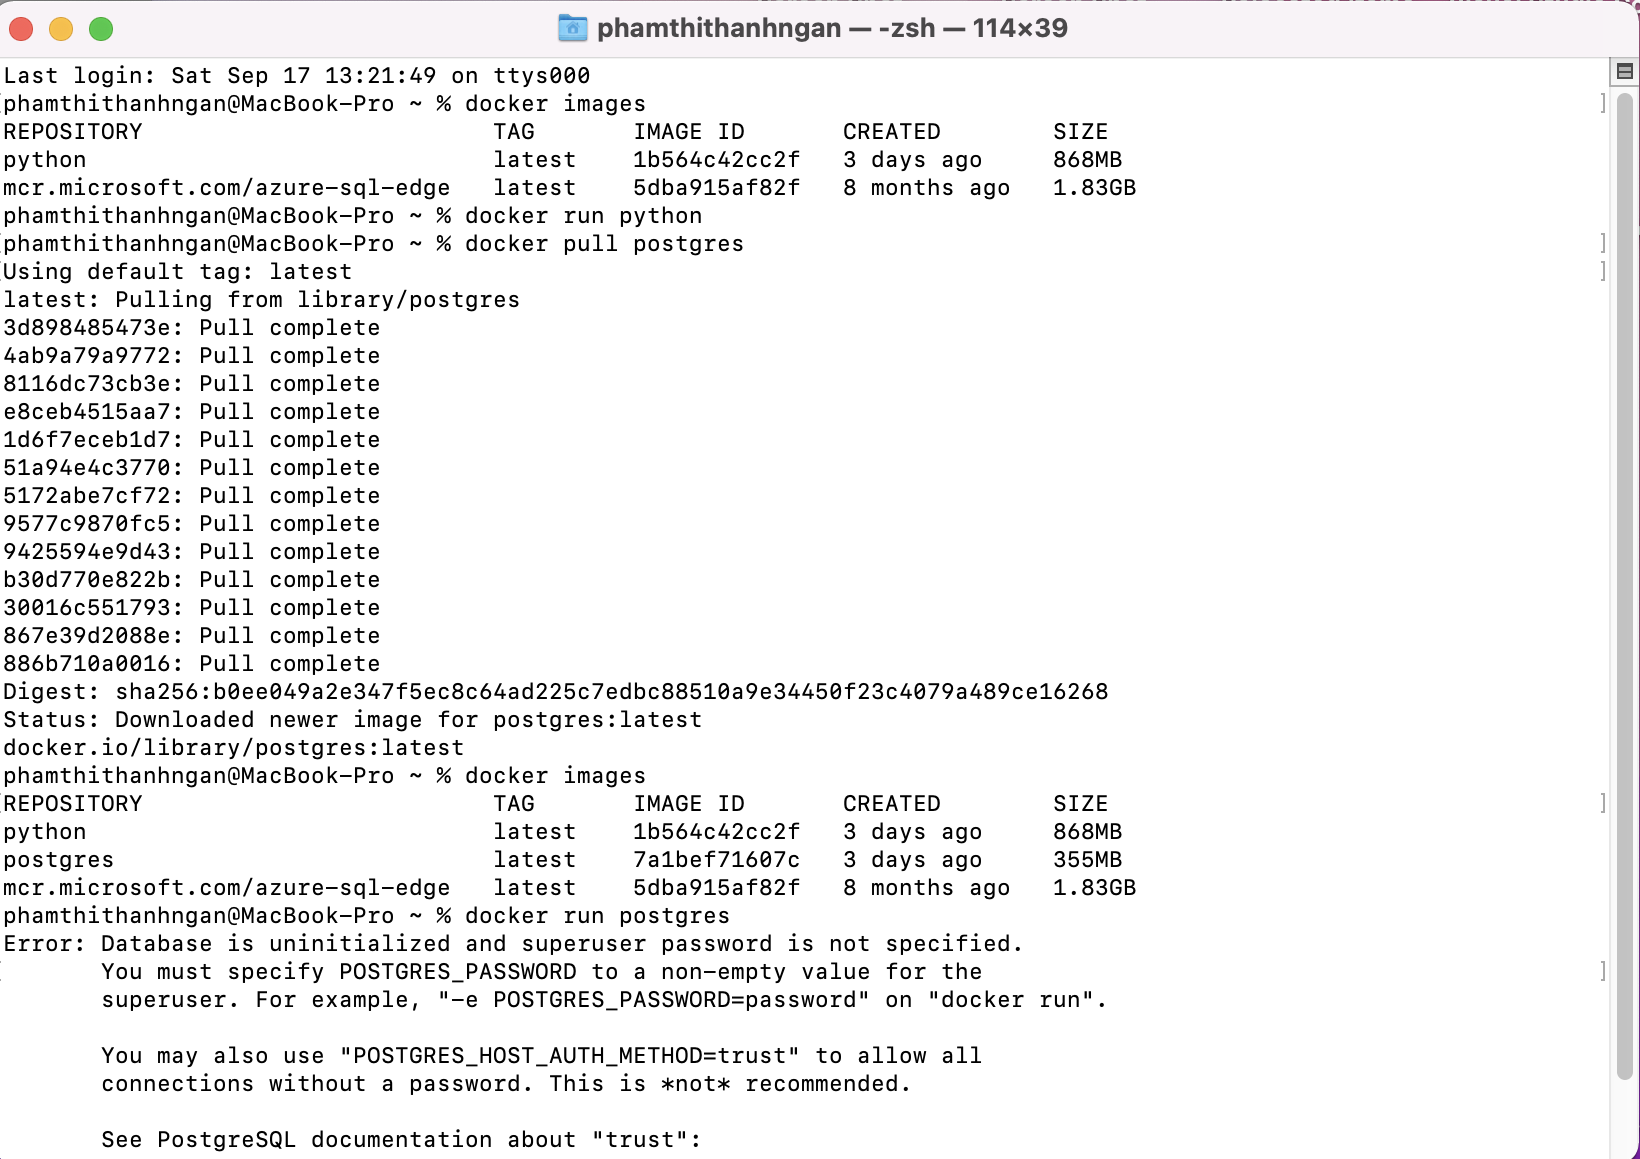 phamthithanhngan — -zsh — 114×39
Last login: Sat Sep 17 13:21:49 on ttys000
[phamthithanhngan@MacBook-Pro ~ % docker images ]
REPOSITORY TAG IMAGE ID CREATED SIZE
python latest 1b564c42cc2f 3 days ago 868MB
mcr.microsoft.com/azure-sql-edge latest 5dba915af82f 8 months ago 1.83GB
phamthithanhngan@MacBook-Pro ~ % docker run python
[phamthithanhngan@MacBook-Pro ~ % docker pull postgres ]
[Using default tag: latest ]
latest: Pulling from library/postgres
3d898485473e: Pull complete
4ab9a79a9772: Pull complete
8116dc73cb3e: Pull complete
e8ceb4515aa7: Pull complete
1d6f7eceb1d7: Pull complete
51a94e4c3770: Pull complete
5172abe7cf72: Pull complete
9577c9870fc5: Pull complete
9425594e9d43: Pull complete
b30d770e822b: Pull complete
30016c551793: Pull complete
867e39d2088e: Pull complete
886b710a0016: Pull complete
Digest: sha256:b0ee049a2e347f5ec8c64ad225c7edbc88510a9e34450f23c4079a489ce16268
Status: Downloaded newer image for postgres:latest
docker.io/library/postgres:latest
phamthithanhngan@MacBook-Pro ~ % docker images
[REPOSITORY TAG IMAGE ID CREATED SIZE ]
python latest 1b564c42cc2f 3 days ago 868MB
postgres latest 7a1bef71607c 3 days ago 355MB
mcr.microsoft.com/azure-sql-edge latest 5dba915af82f 8 months ago 1.83GB
phamthithanhngan@MacBook-Pro ~ % docker run postgres
Error: Database is uninitialized and superuser password is not specified.
[ You must specify POSTGRES_PASSWORD to a non-empty value for the ]
superuser. For example, "-e POSTGRES_PASSWORD=password" on "docker run".
You may also use "POSTGRES_HOST_AUTH_METHOD=trust" to allow all
connections without a password. This is *not* recommended.
See PostgreSQL documentation about "trust":